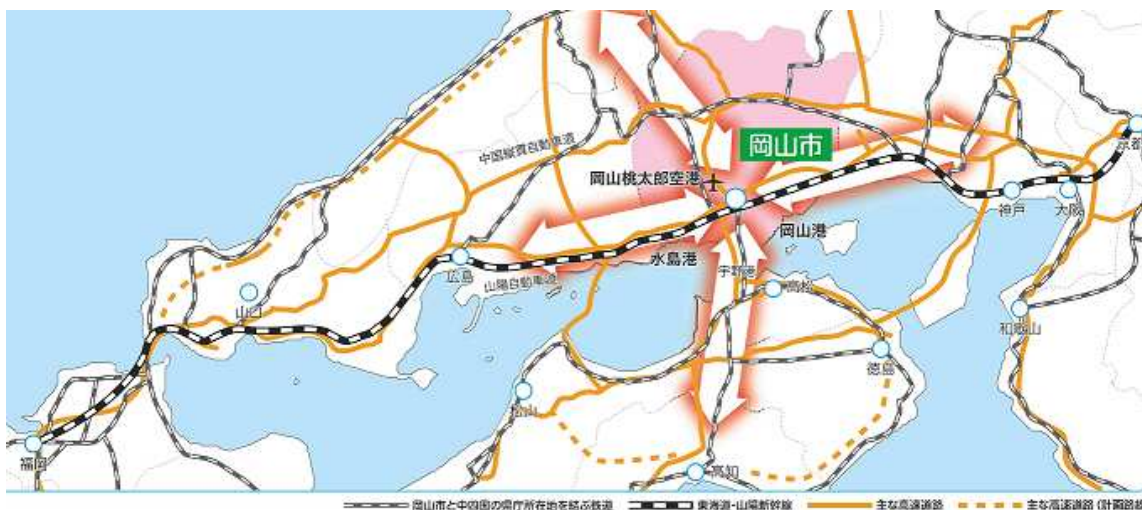 京都
中国縦貫自動車道
岡山市
岡山桃太郎空港
神戸
大阪
岡山港
水島港
宇野港
広島
山陽自動車道
高松
山口
和歌山
徳島
松山
福岡
高知
岡山市と中四国の県庁所在地を結ぶ鉄道
東海道・山陽新幹線
主な高速道路
主な高速道路(計画路線